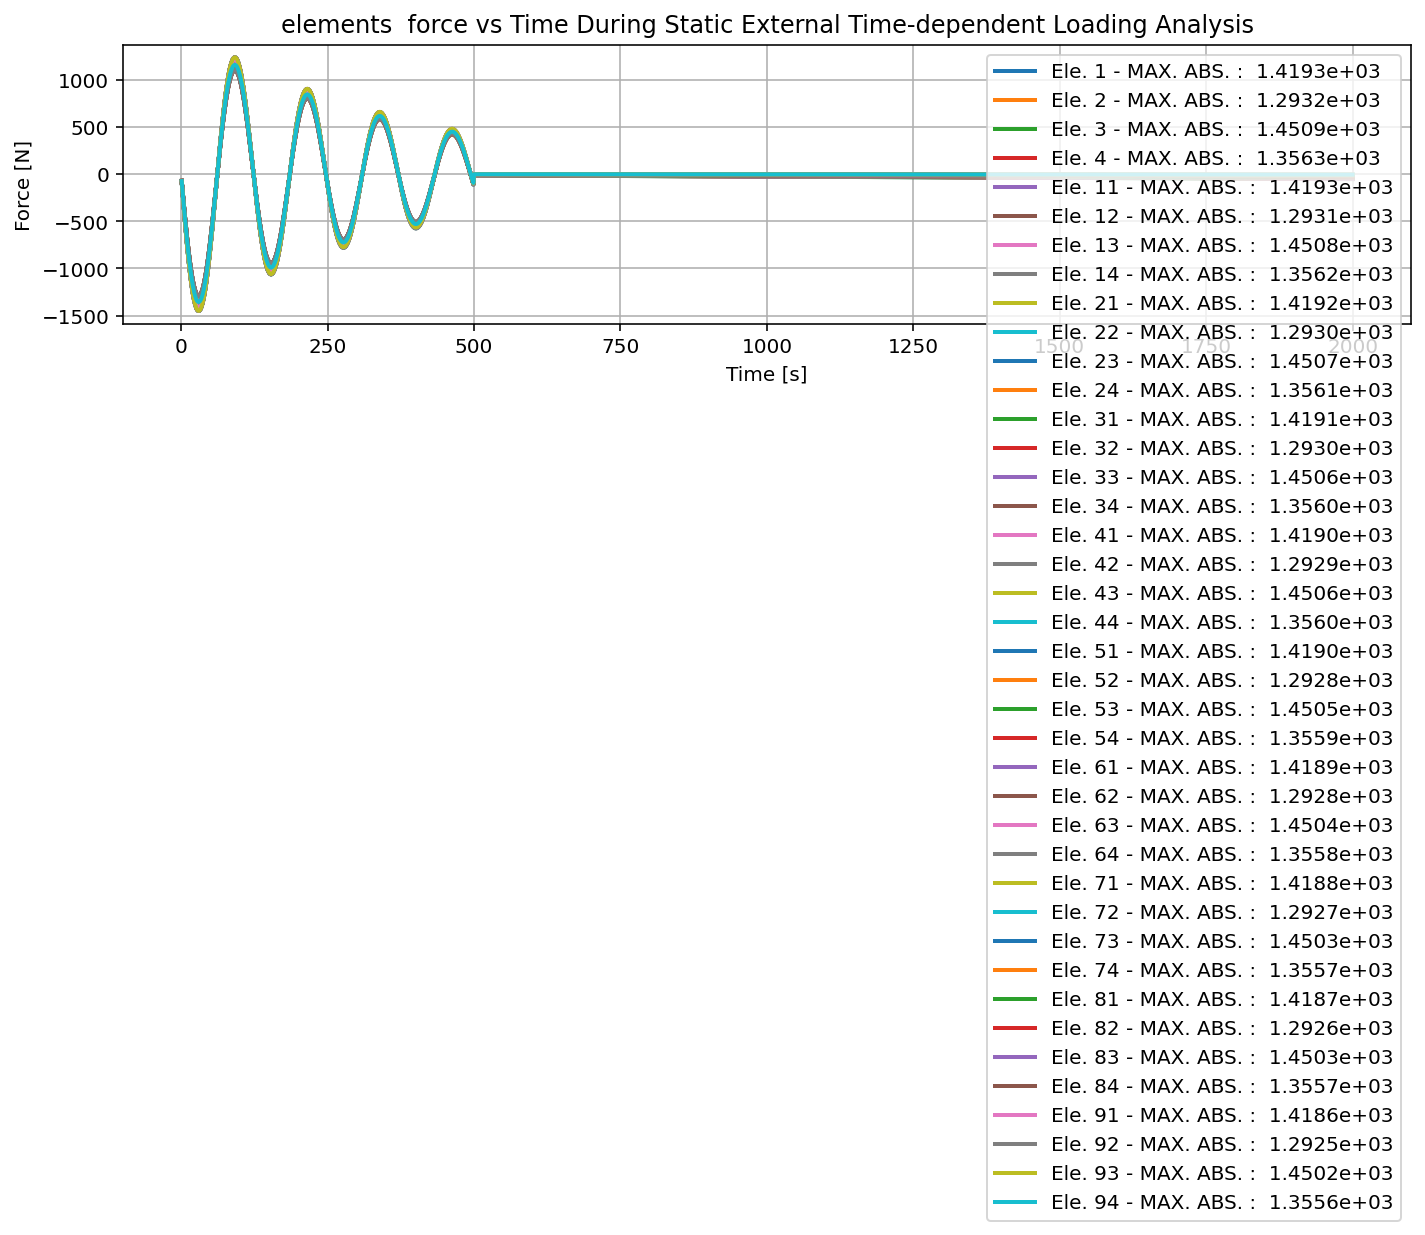 elements  force vs Time During Static External Time-dependent Loading Analysis
Force [N]
1000
500
0
−500
−1000
−1500
0 250 500 750 1000 1250 1500 1750 2000
Time [s]
Ele. 1 - MAX. ABS. :  1.4193e+03
Ele. 2 - MAX. ABS. :  1.2932e+03
Ele. 3 - MAX. ABS. :  1.4509e+03
Ele. 4 - MAX. ABS. :  1.3563e+03
Ele. 11 - MAX. ABS. :  1.4193e+03
Ele. 12 - MAX. ABS. :  1.2931e+03
Ele. 13 - MAX. ABS. :  1.4508e+03
Ele. 14 - MAX. ABS. :  1.3562e+03
Ele. 21 - MAX. ABS. :  1.4192e+03
Ele. 22 - MAX. ABS. :  1.2930e+03
Ele. 23 - MAX. ABS. :  1.4507e+03
Ele. 24 - MAX. ABS. :  1.3561e+03
Ele. 31 - MAX. ABS. :  1.4191e+03
Ele. 32 - MAX. ABS. :  1.2930e+03
Ele. 33 - MAX. ABS. :  1.4506e+03
Ele. 34 - MAX. ABS. :  1.3560e+03
Ele. 41 - MAX. ABS. :  1.4190e+03
Ele. 42 - MAX. ABS. :  1.2929e+03
Ele. 43 - MAX. ABS. :  1.4506e+03
Ele. 44 - MAX. ABS. :  1.3560e+03
Ele. 51 - MAX. ABS. :  1.4190e+03
Ele. 52 - MAX. ABS. :  1.2928e+03
Ele. 53 - MAX. ABS. :  1.4505e+03
Ele. 54 - MAX. ABS. :  1.3559e+03
Ele. 61 - MAX. ABS. :  1.4189e+03
Ele. 62 - MAX. ABS. :  1.2928e+03
Ele. 63 - MAX. ABS. :  1.4504e+03
Ele. 64 - MAX. ABS. :  1.3558e+03
Ele. 71 - MAX. ABS. :  1.4188e+03
Ele. 72 - MAX. ABS. :  1.2927e+03
Ele. 73 - MAX. ABS. :  1.4503e+03
Ele. 74 - MAX. ABS. :  1.3557e+03
Ele. 81 - MAX. ABS. :  1.4187e+03
Ele. 82 - MAX. ABS. :  1.2926e+03
Ele. 83 - MAX. ABS. :  1.4503e+03
Ele. 84 - MAX. ABS. :  1.3557e+03
Ele. 91 - MAX. ABS. :  1.4186e+03
Ele. 92 - MAX. ABS. :  1.2925e+03
Ele. 93 - MAX. ABS. :  1.4502e+03
Ele. 94 - MAX. ABS. :  1.3556e+03